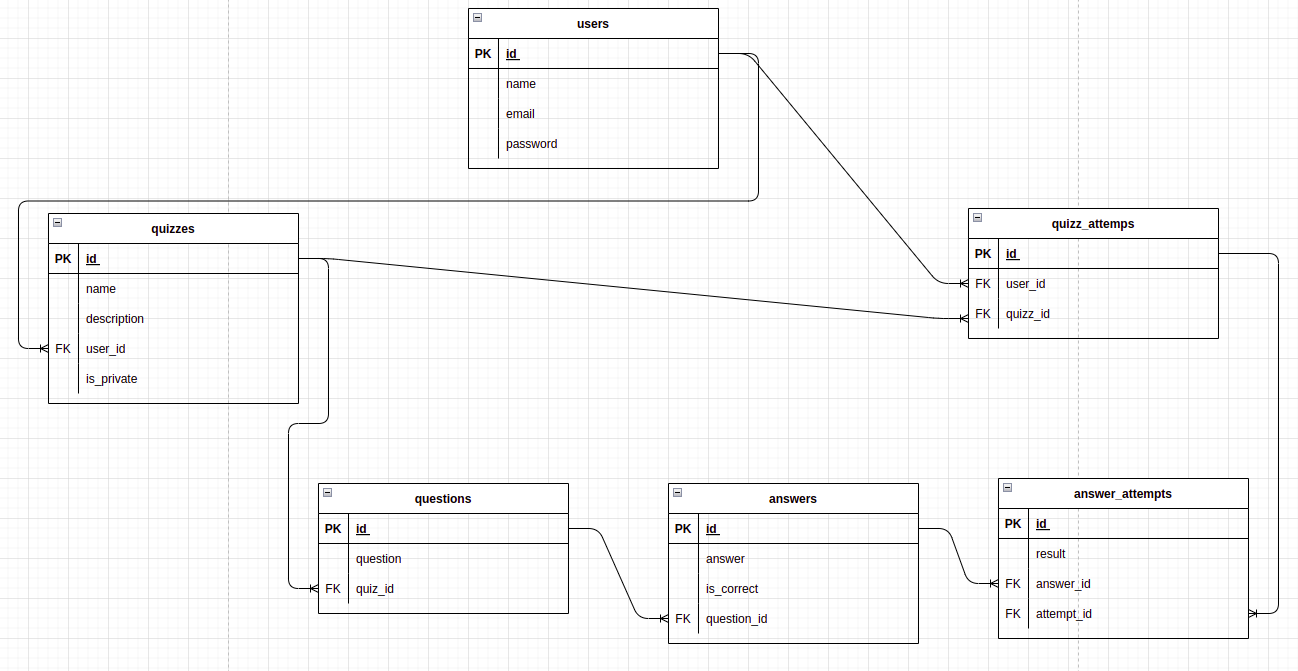 users
PK id
name
email
password
quizzes
PK id
name
description
FK user_id
is_private
quizz_attemps
PK id
FK user_id
FK quizz_id
questions
PK id
question
FK quiz_id
answers
PK id
answer
is_correct
FK question_id
answer_attempts
PK id
result
FK answer_id
FK attempt_id